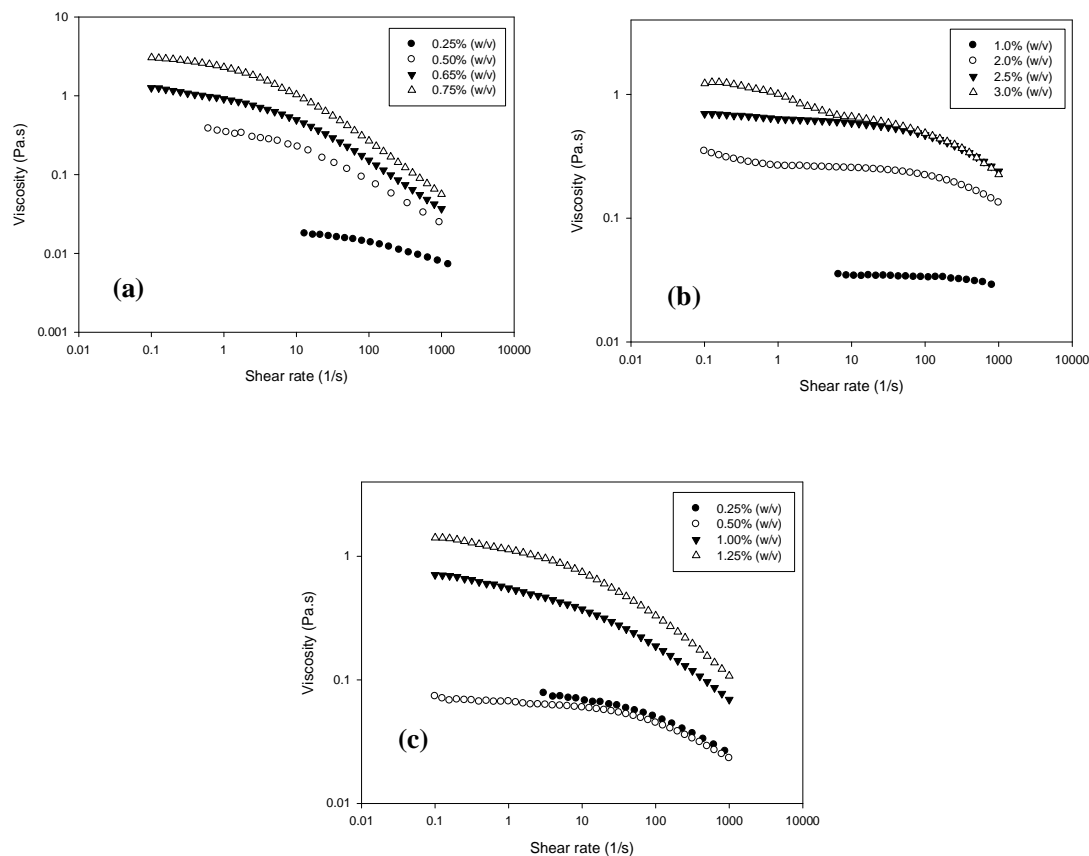 10
1
0.1
0.01
0.001
Viscosity (Pa.s)
0.25% (w/v)
0.50% (w/v)
0.65% (w/v)
0.75% (w/v)
(a)
0.01 0.1 1 10 100 1000 10000
Shear rate (1/s)
1
0.1
0.01
Viscosity (Pa.s)
1.0% (w/v)
2.0% (w/v)
2.5% (w/v)
3.0% (w/v)
(b)
0.01 0.1 1 10 100 1000 10000
Shear rate (1/s)
1
0.1
0.01
Viscosity (Pa.s)
0.25% (w/v)
0.50% (w/v)
1.00% (w/v)
1.25% (w/v)
(c)
0.01 0.1 1 10 100 1000 10000
Shear rate (1/s)